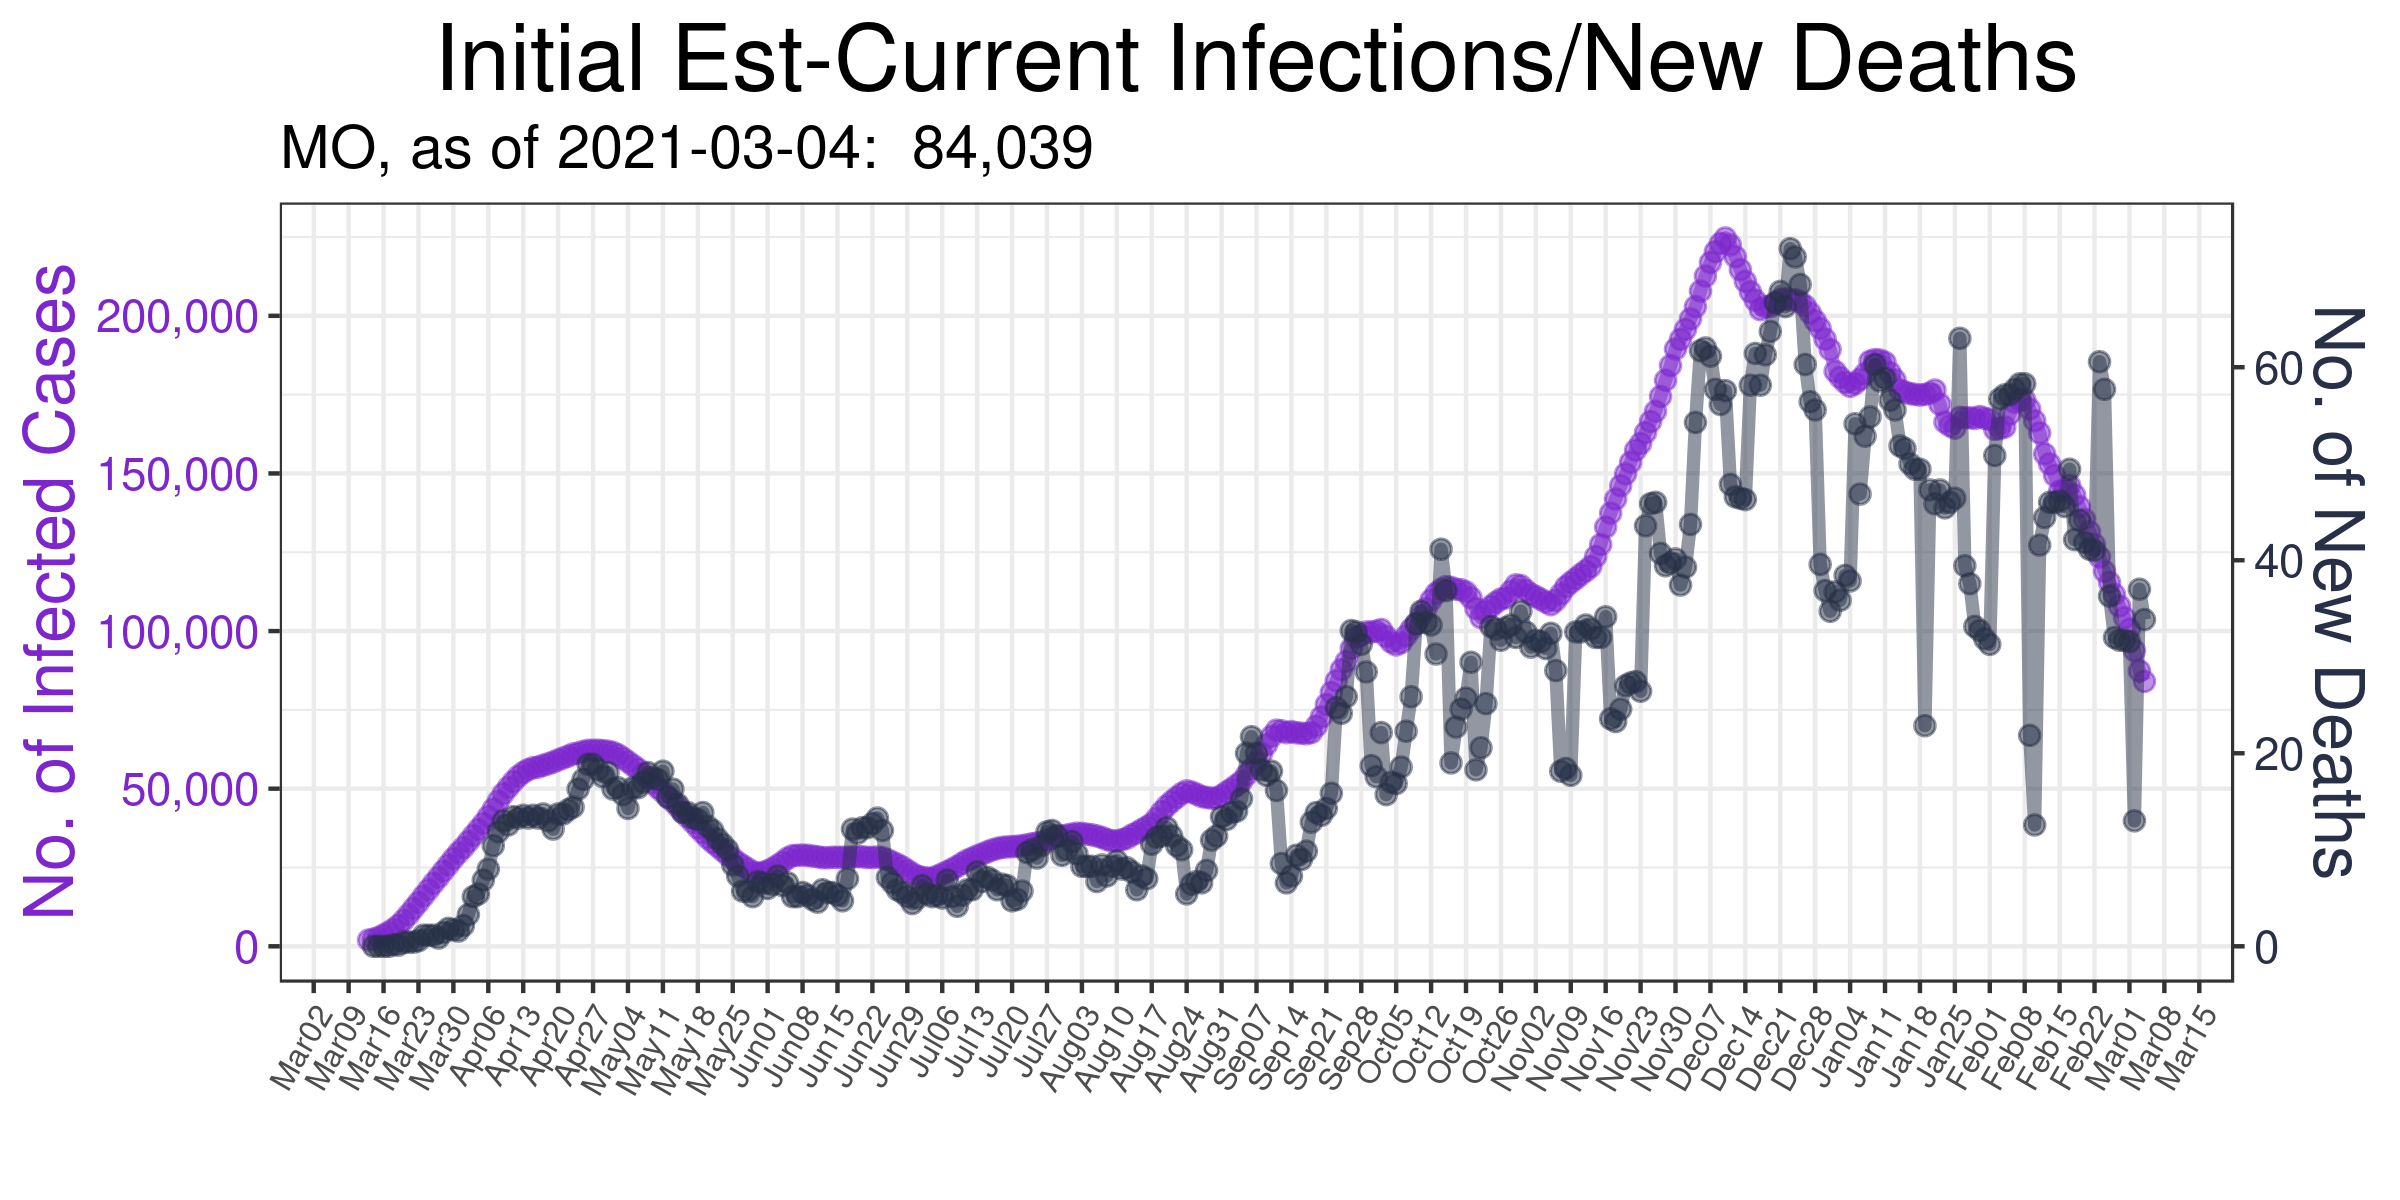 Initial Est-Current Infections/New Deaths
MO, as of 2021-03-04: 84,039
No. of Infected Cases
200,000
150,000
100,000
50,000
0
No. of New Deaths
60
40
20
0
Mar02
Mar09
Mar16
Mar23
Mar30
Apr06
Apr13
Apr20
Apr27
May04
May11
May18
May25
Jun01
Jun08
Jun15
Jun22
Jun29
Jul06
Jul13
Jul20
Jul27
Aug03
Aug10
Aug17
Aug24
Aug31
Sep07
Sep14
Sep21
Sep28
Oct05
Oct12
Oct19
Oct26
Nov02
Nov09
Nov16
Nov23
Nov30
Dec07
Dec14
Dec21
Dec28
Jan04
Jan11
Jan18
Jan25
Feb01
Feb08
Feb15
Feb22
Mar01
Mar08
Mar15